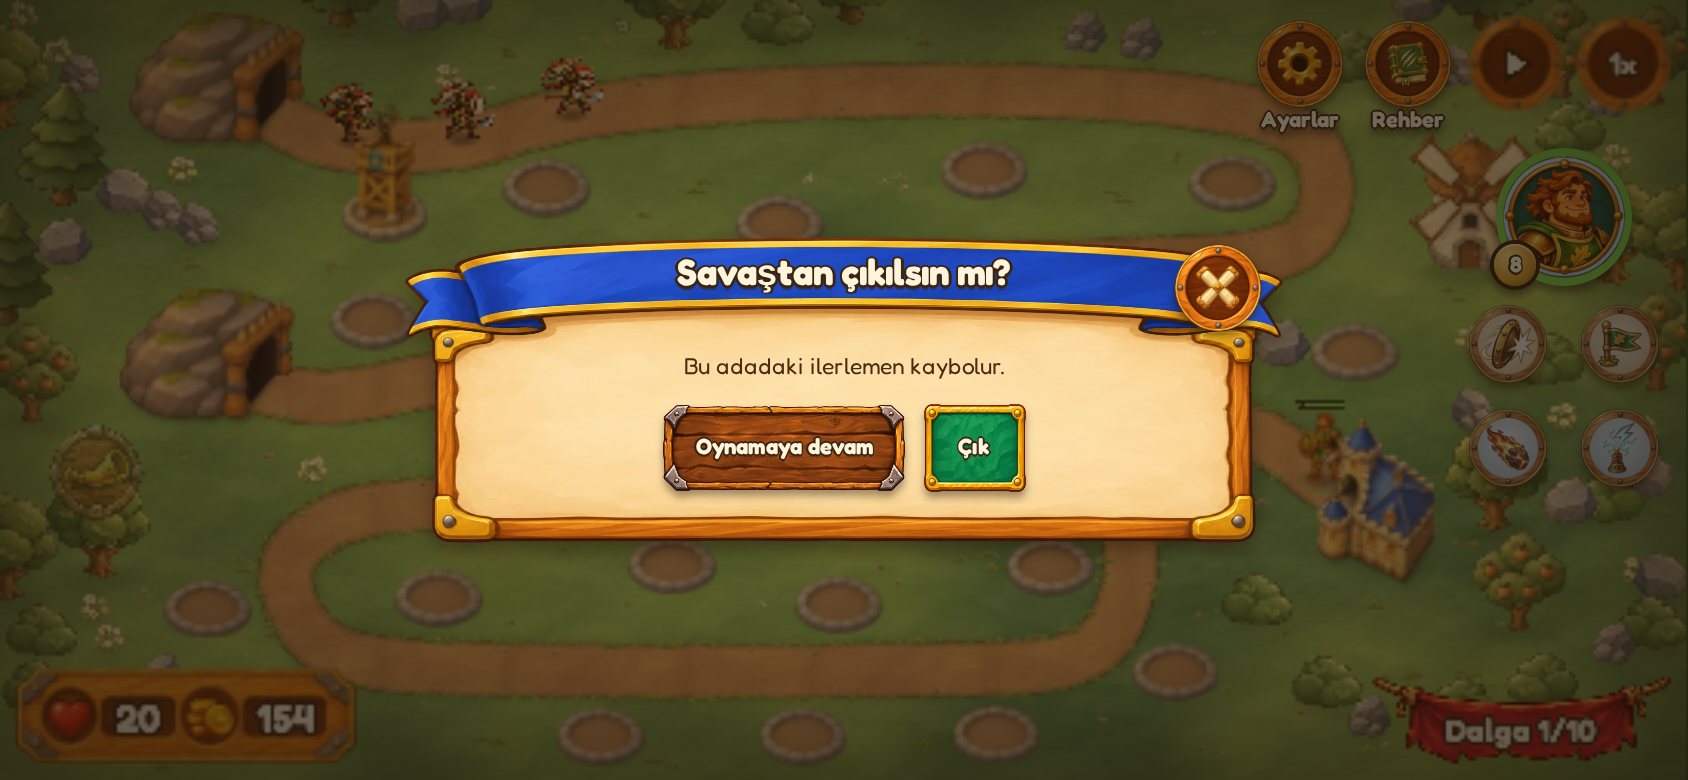 1x
Ayarlar
Rehber
8
Savaştan çıkılsın mı?
Bu adadaki ilerlemen kaybolur.
Oynamaya devam
Çık
20
154
Dalga 1/10